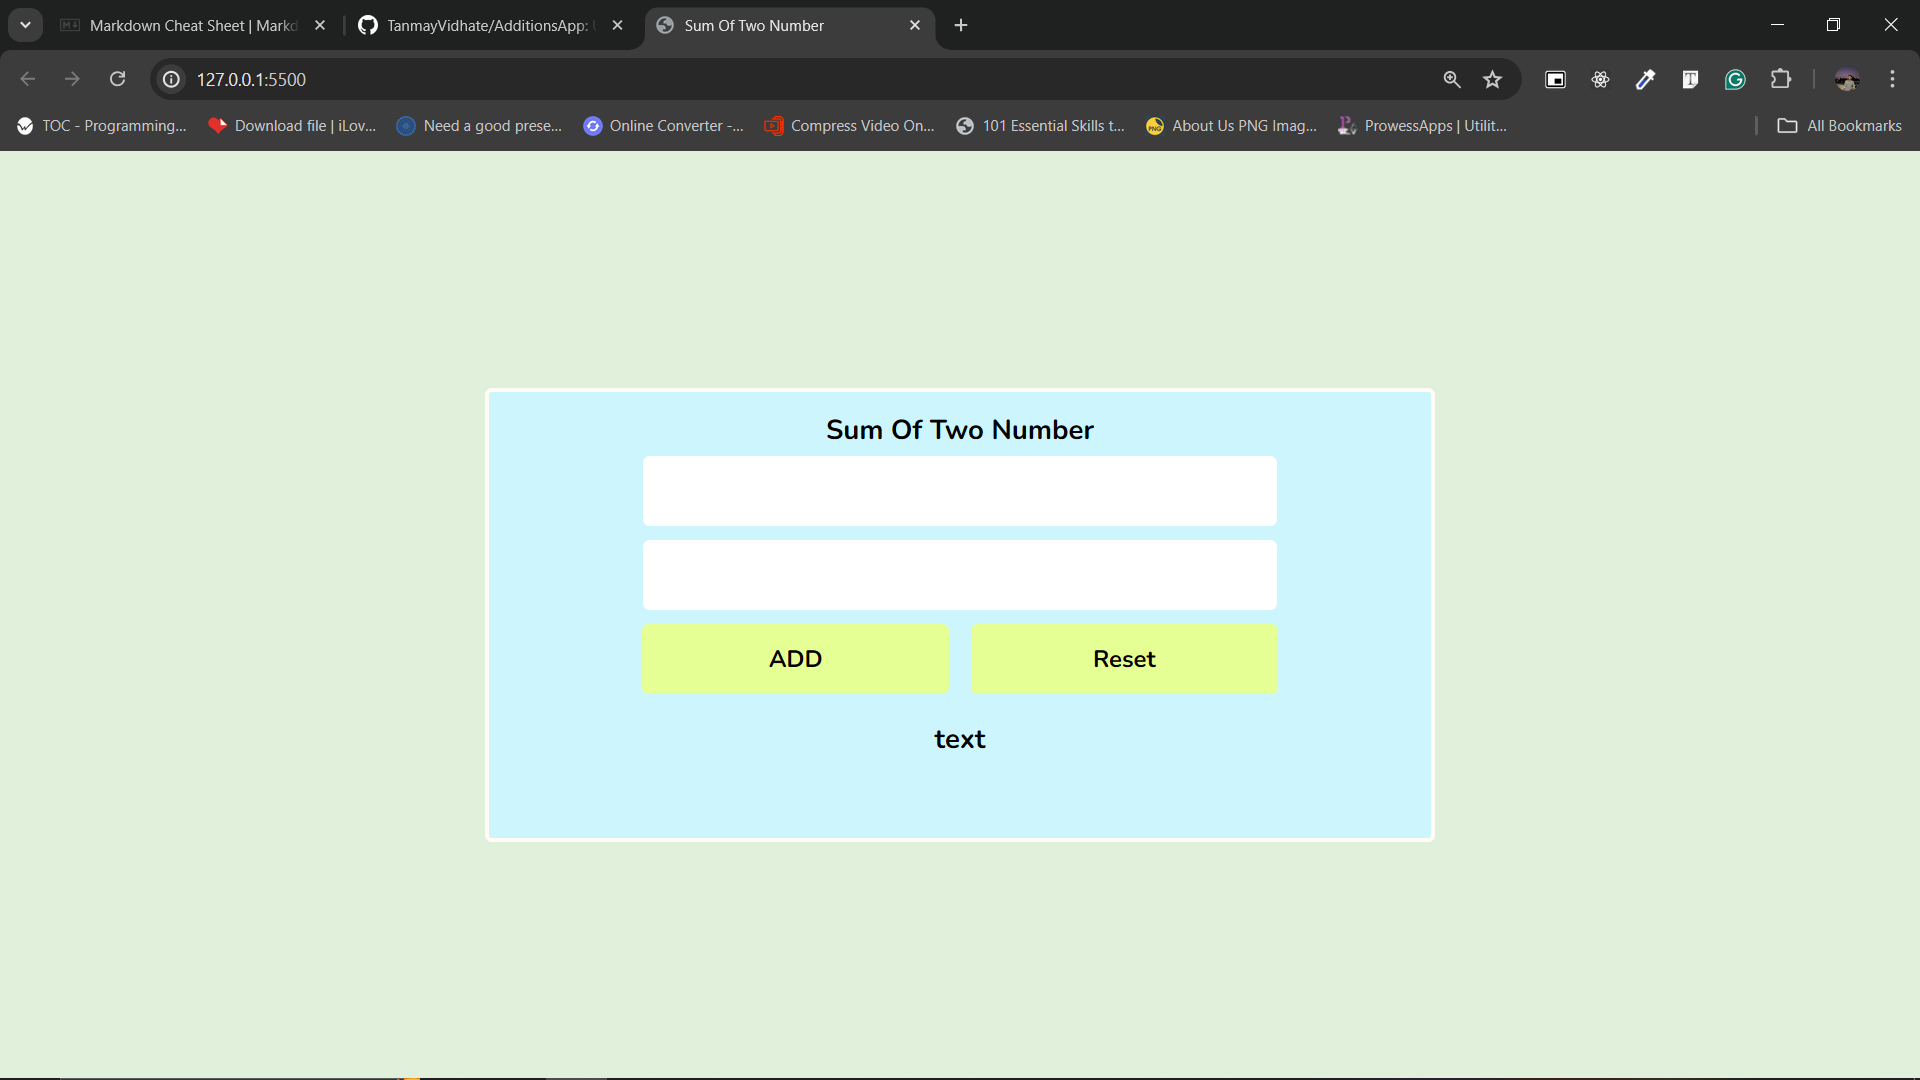 Markdown Cheat Sheet | Markd
TanmayVidhate/AdditionsApp:
Sum Of Two Number
127.0.0.1:5500
TOC - Programming...
Download file | iLov...
Need a good prese...
Online Converter -...
Compress Video On...
101 Essential Skills t...
About Us PNG Imag...
ProwessApps | Utilit...
All Bookmarks
Sum Of Two Number
ADD
Reset
text